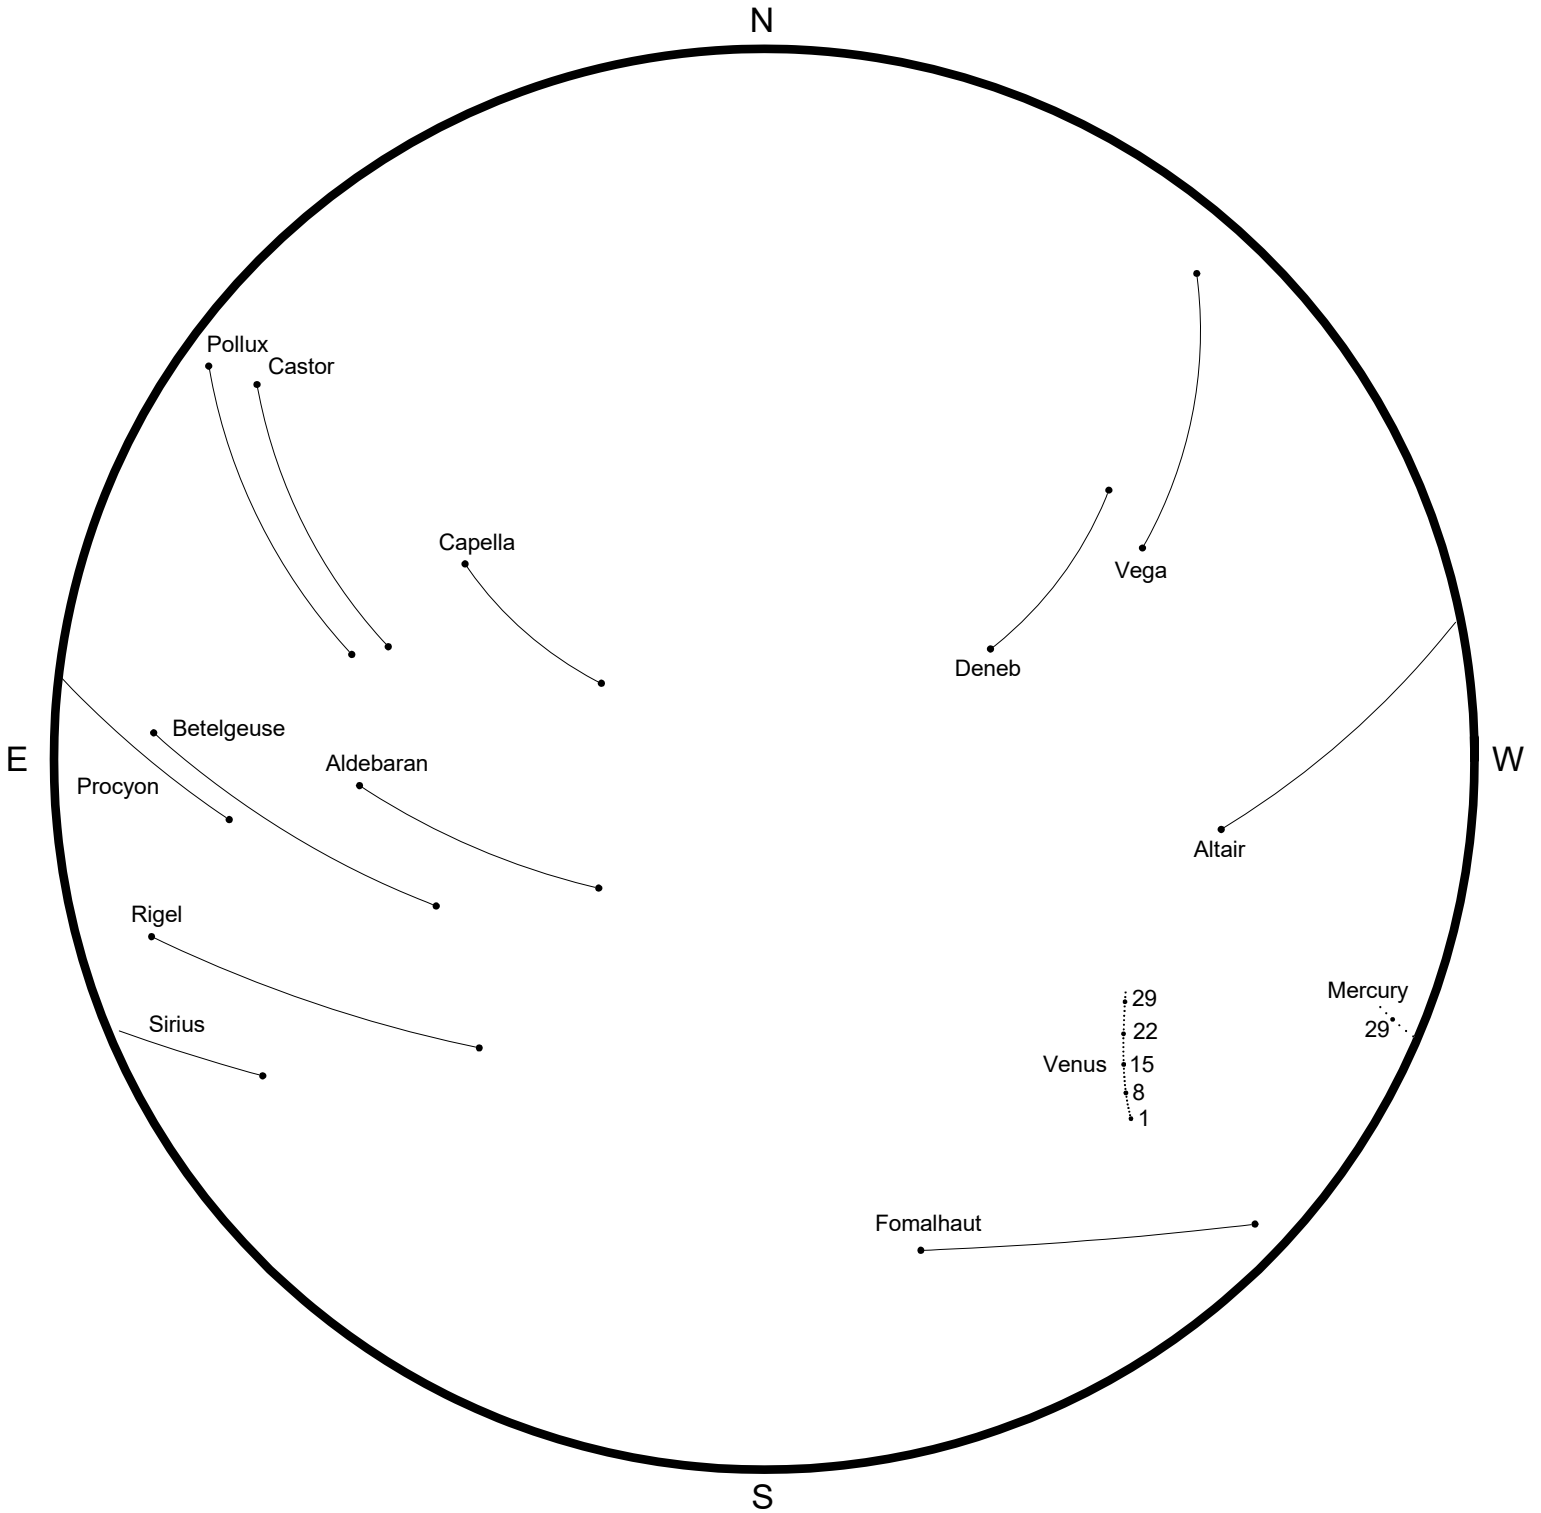 N
Pollux
Castor
Capella
Vega
Deneb
Betelgeuse
E
Aldebaran
W
Procyon
Altair
Rigel
Mercury
29
29
Sirius
22
Venus
15
8
1
Fomalhaut
S